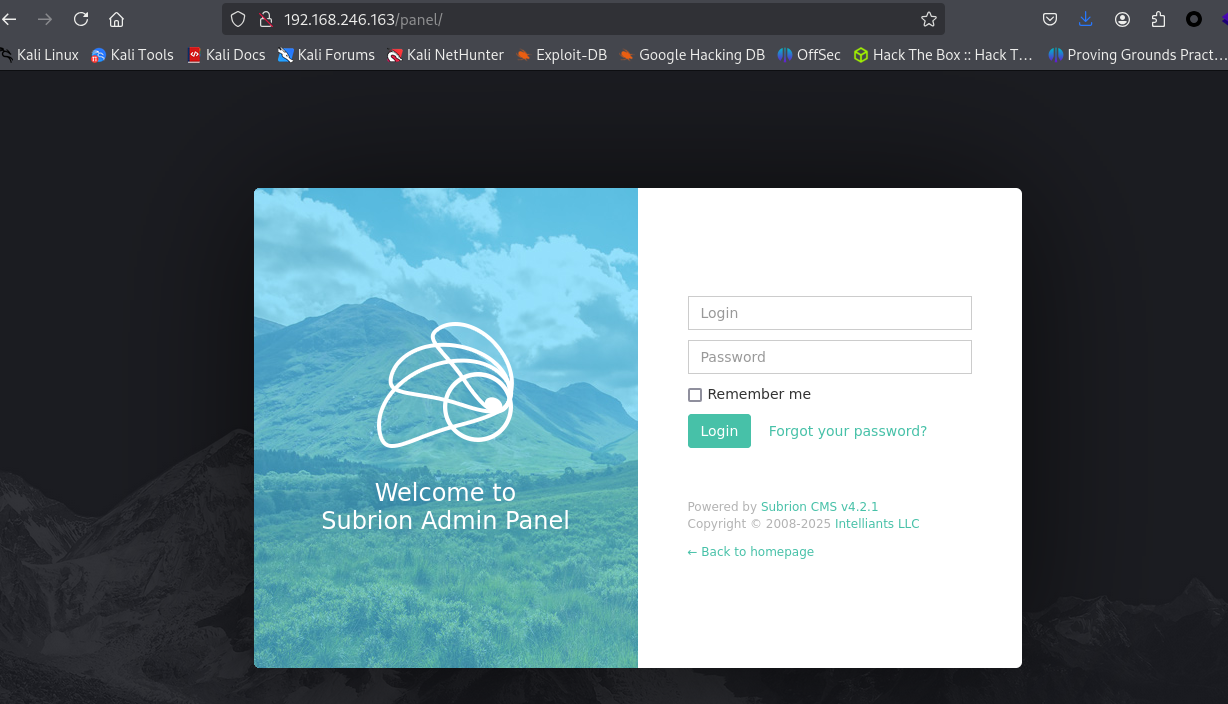 192.168.246.163/panel/
Kali Linux Kali Tools Kali Docs Kali Forums Kali NetHunter Exploit-DB Google Hacking DB OffSec Hack The Box :: Hack T… Proving Grounds Pract…
Login
Password
Remember me
Login Forgot your password?
Welcome to
Subrion Admin Panel
Powered by Subrion CMS v4.2.1
Copyright © 2008-2025 Intelliants LLC
← Back to homepage